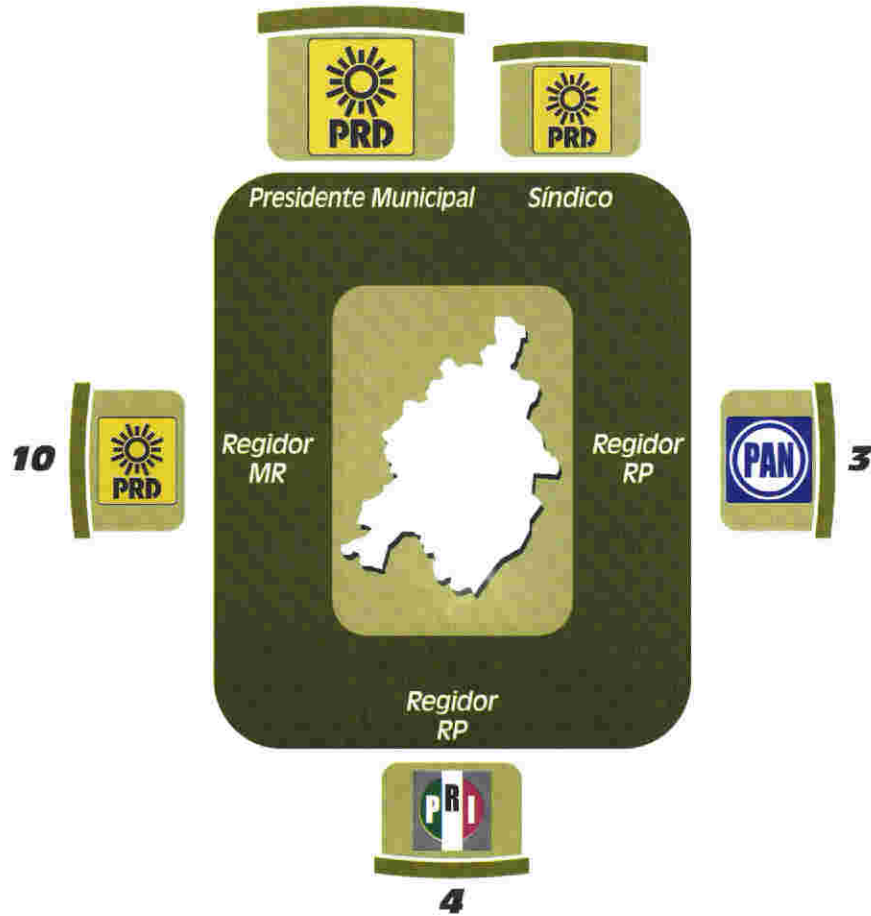 PRD
PRD
Presidente Municipal
Síndico
10
PRD
Regidor
MR
Regidor
RP
PAN
3
Regidor
RP
PRI
4